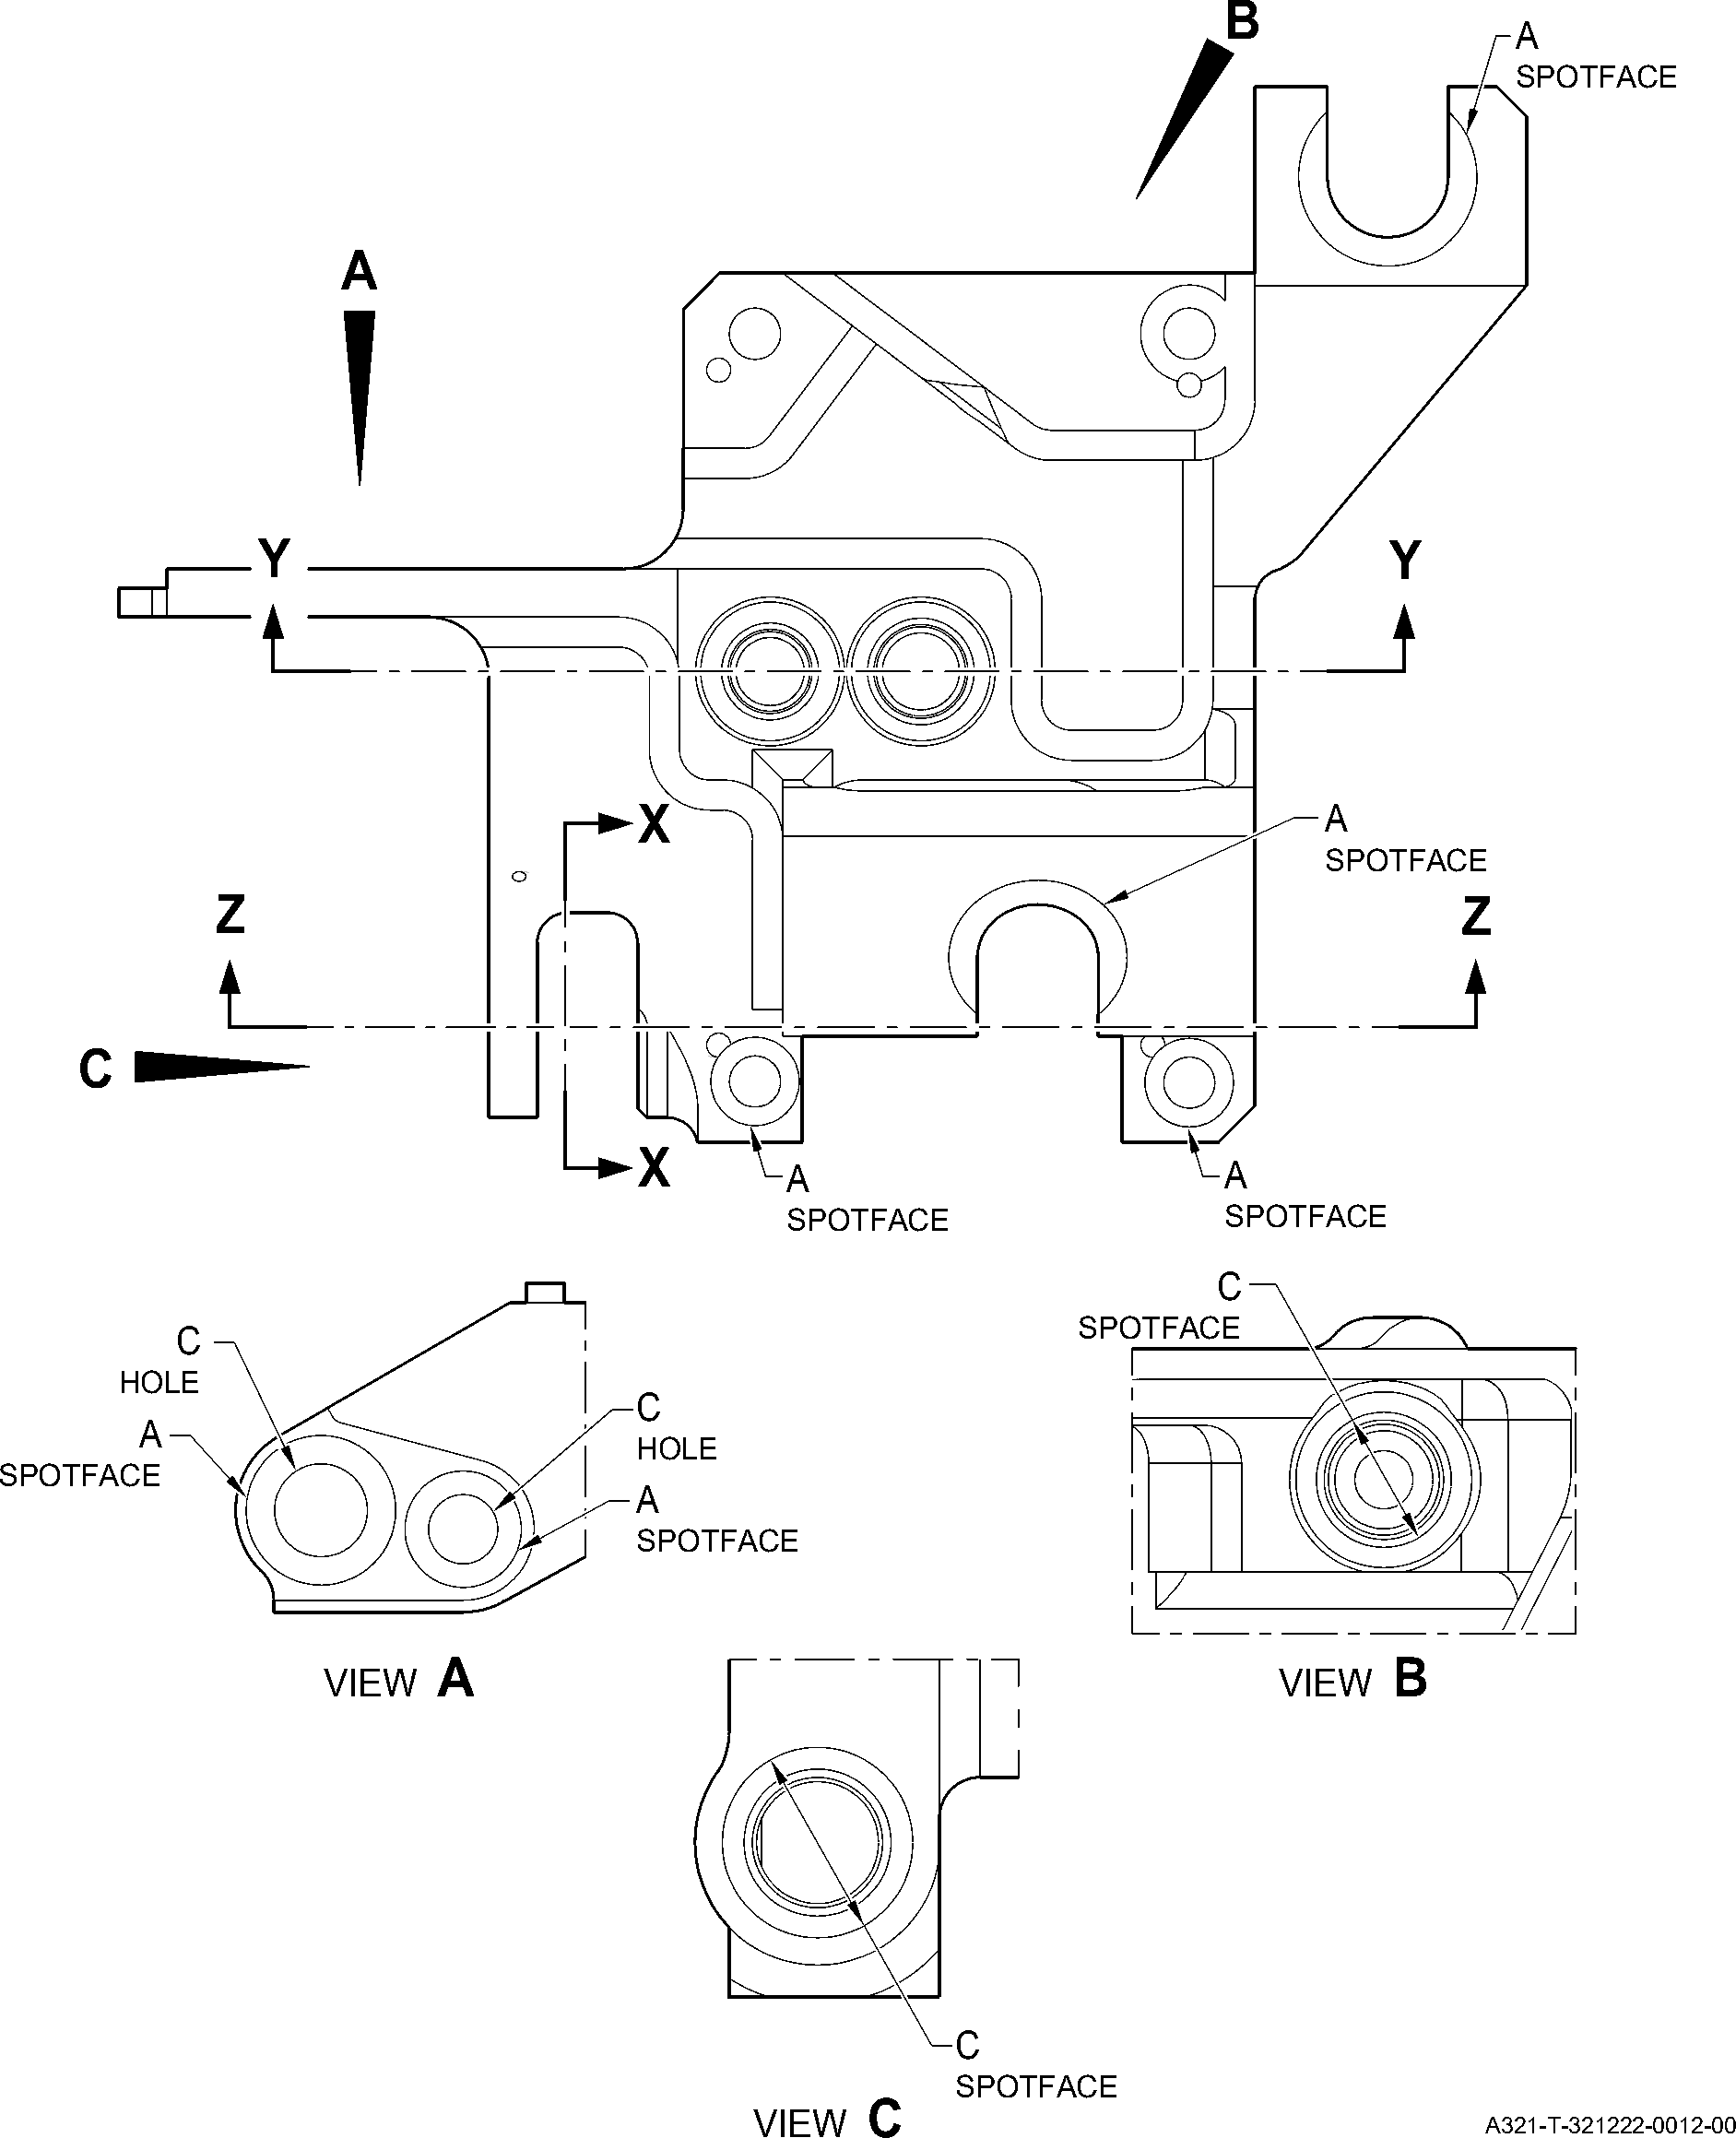 B
A
SPOTFACE
A
Y
Y
X
A
SPOTFACE
Z
Z
C
X
A
SPOTFACE
A
SPOTFACE
C
SPOTFACE
C
HOLE
A
SPOTFACE
C
HOLE
A
SPOTFACE
VIEW A
VIEW B
C
SPOTFACE
VIEW C
A321-T-321222-0012-00